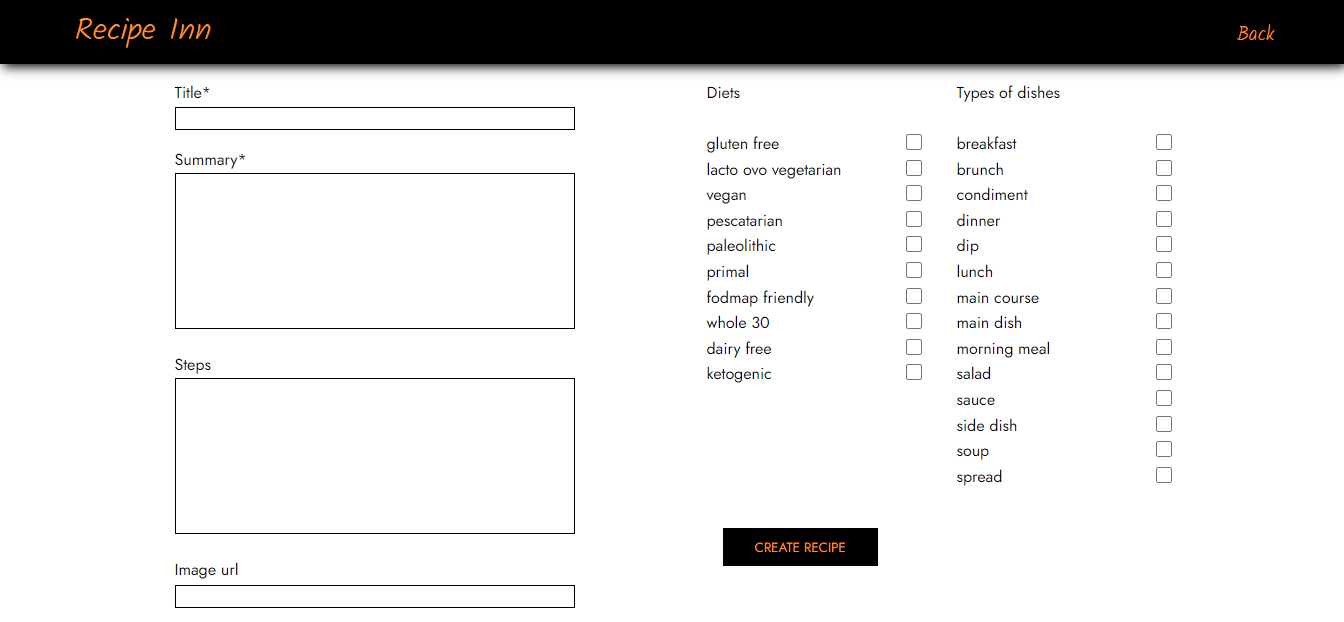 Recipe Inn
Back
Title*
Summary*
Steps
Image url
Diets
gluten free
lacto ovo vegetarian
vegan
pescatarian
paleolithic
primal
fodmap friendly
whole 30
dairy free
ketogenic
Types of dishes
breakfast
brunch
condiment
dinner
dip
lunch
main course
main dish
morning meal
salad
sauce
side dish
soup
spread
CREATE RECIPE